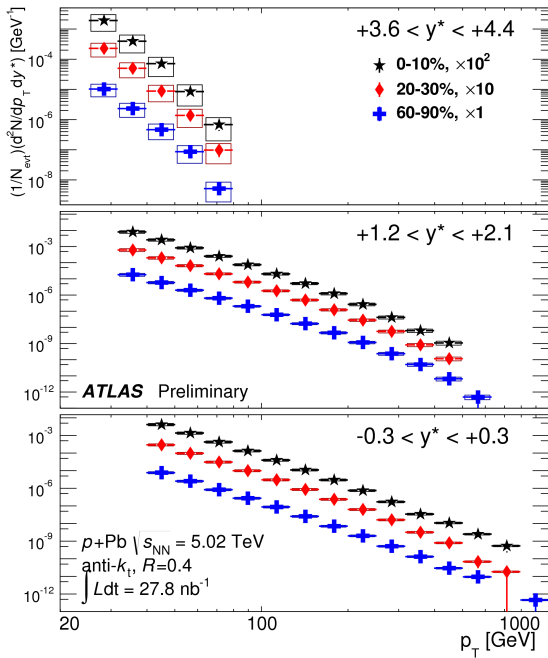 (1/N_evt)(d²N/dp_T dy*) [GeV⁻¹]
10⁻⁴
10⁻⁶
10⁻⁸
+3.6 < y* < +4.4
0-10%, ×10²
20-30%, ×10
60-90%, ×1
10⁻³
10⁻⁶
10⁻⁹
10⁻¹²
+1.2 < y* < +2.1
ATLAS Preliminary
10⁻³
10⁻⁶
10⁻⁹
10⁻¹²
-0.3 < y* < +0.3
p+Pb √s_NN = 5.02 TeV
anti-k_t, R=0.4
∫ Ldt = 27.8 nb⁻¹
20 100 1000
p_T [GeV]